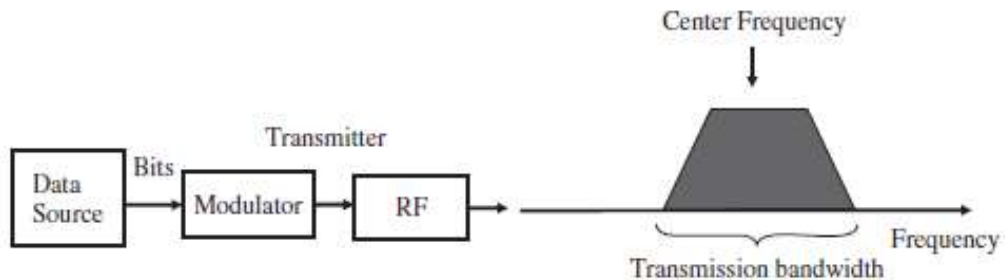 Center Frequency
Transmitter
Bits
Data
Source
Modulator
RF
Frequency
Transmission bandwidth